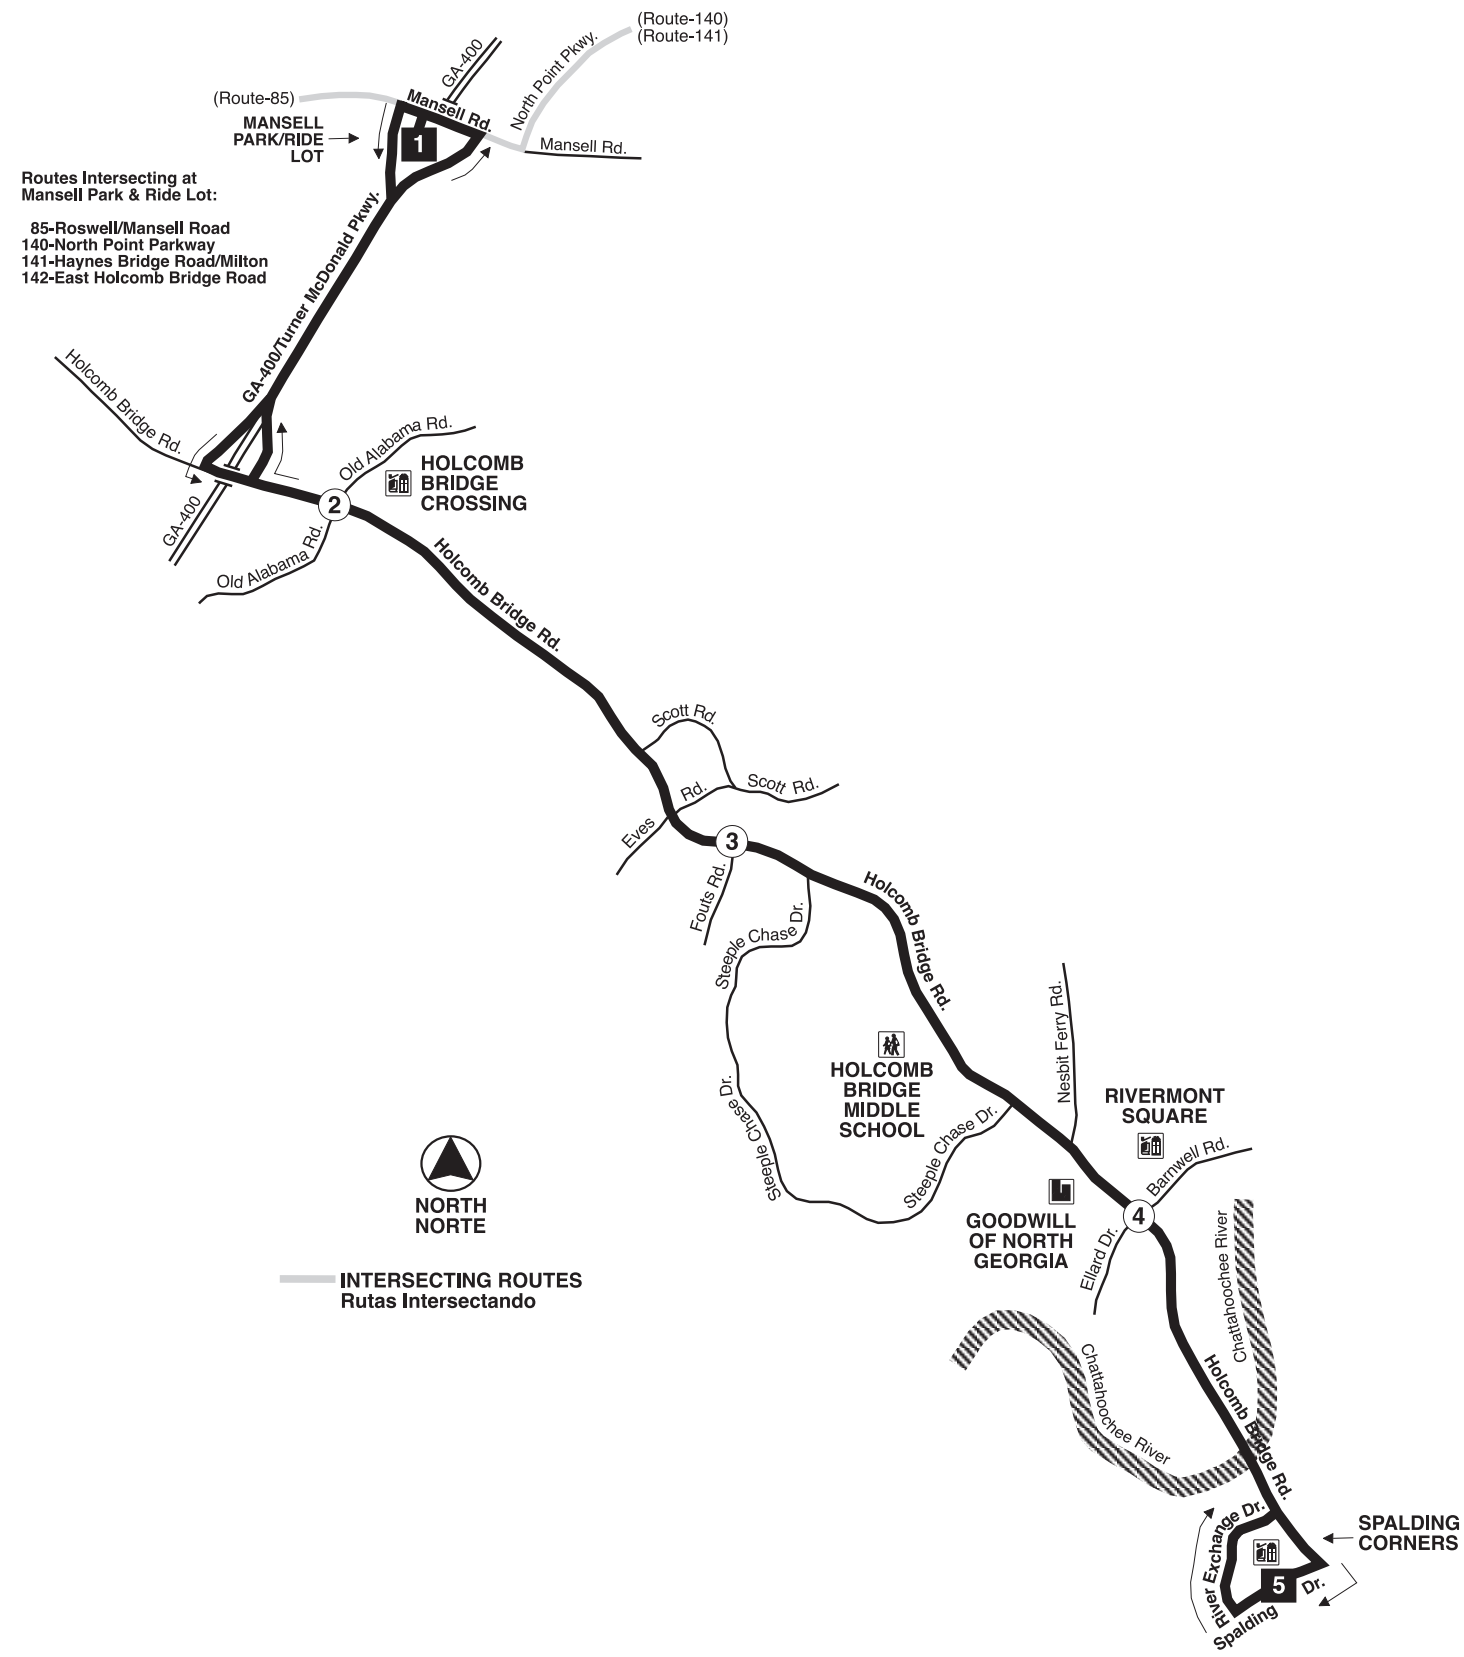 (Route-140)
(Route-141)
North Point Pkwy.
GA-400
(Route-85)
Mansell Rd.
MANSELL
PARK/RIDE
LOT
1
Mansell Rd.
Routes Intersecting at
Mansell Park & Ride Lot:
85-Roswell/Mansell Road
140-North Point Parkway
141-Haynes Bridge Road/Milton
142-East Holcomb Bridge Road
GA-400/Turner McDonald Pkwy.
Holcomb Bridge Rd.
Old Alabama Rd.
HOLCOMB
BRIDGE
CROSSING
2
GA-400
Old Alabama Rd.
Holcomb Bridge Rd.
Scott Rd.
Scott Rd.
Eves Rd.
3
Fouts Rd.
Holcomb Bridge Rd.
Steeple Chase Dr.
Nesbit Ferry Rd.
HOLCOMB
BRIDGE
MIDDLE
SCHOOL
Steeple Chase Dr.
Steeple Chase Dr.
RIVERMONT
SQUARE
Barnwell Rd.
4
GOODWILL
OF NORTH
GEORGIA
Ellard Dr.
NORTH
NORTE
INTERSECTING ROUTES
Rutas Intersectando
Chattahoochee River
Chattahoochee River
Holcomb Bridge Rd.
River Exchange Dr.
SPALDING
CORNERS
5
Spalding Dr.